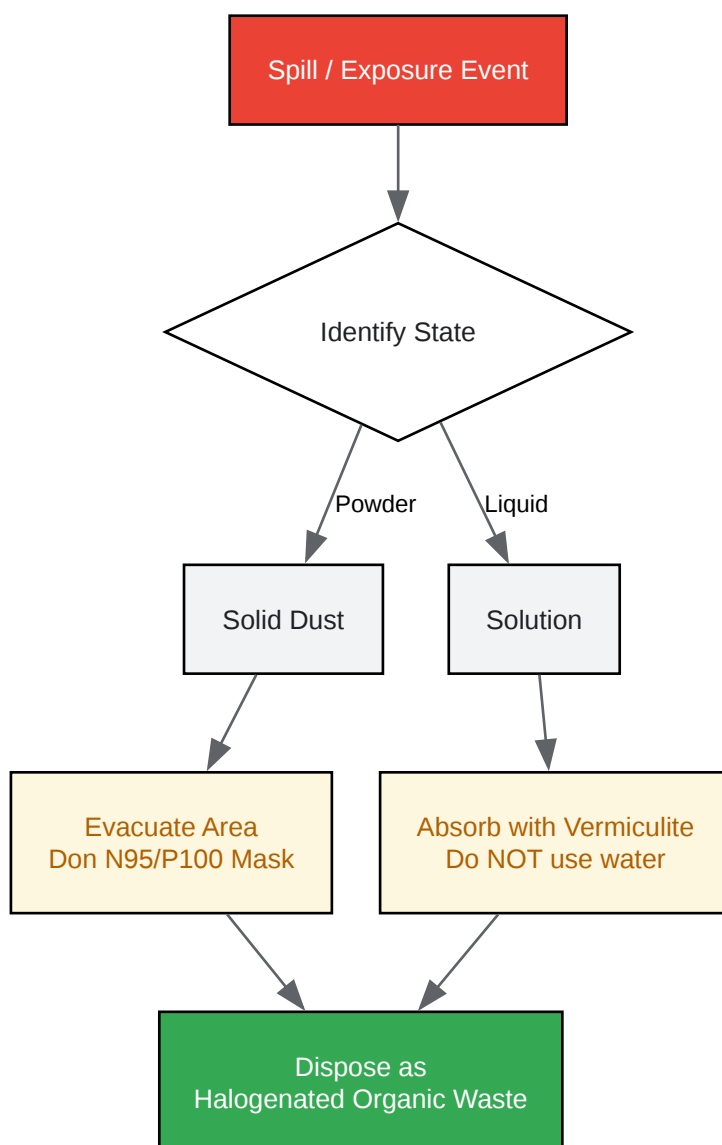 Spill / Exposure Event
Identify State
Powder
Liquid
Solid Dust
Solution
Evacuate Area
Don N95/P100 Mask
Absorb with Vermiculite
Do NOT use water
Dispose as
Halogenated Organic Waste